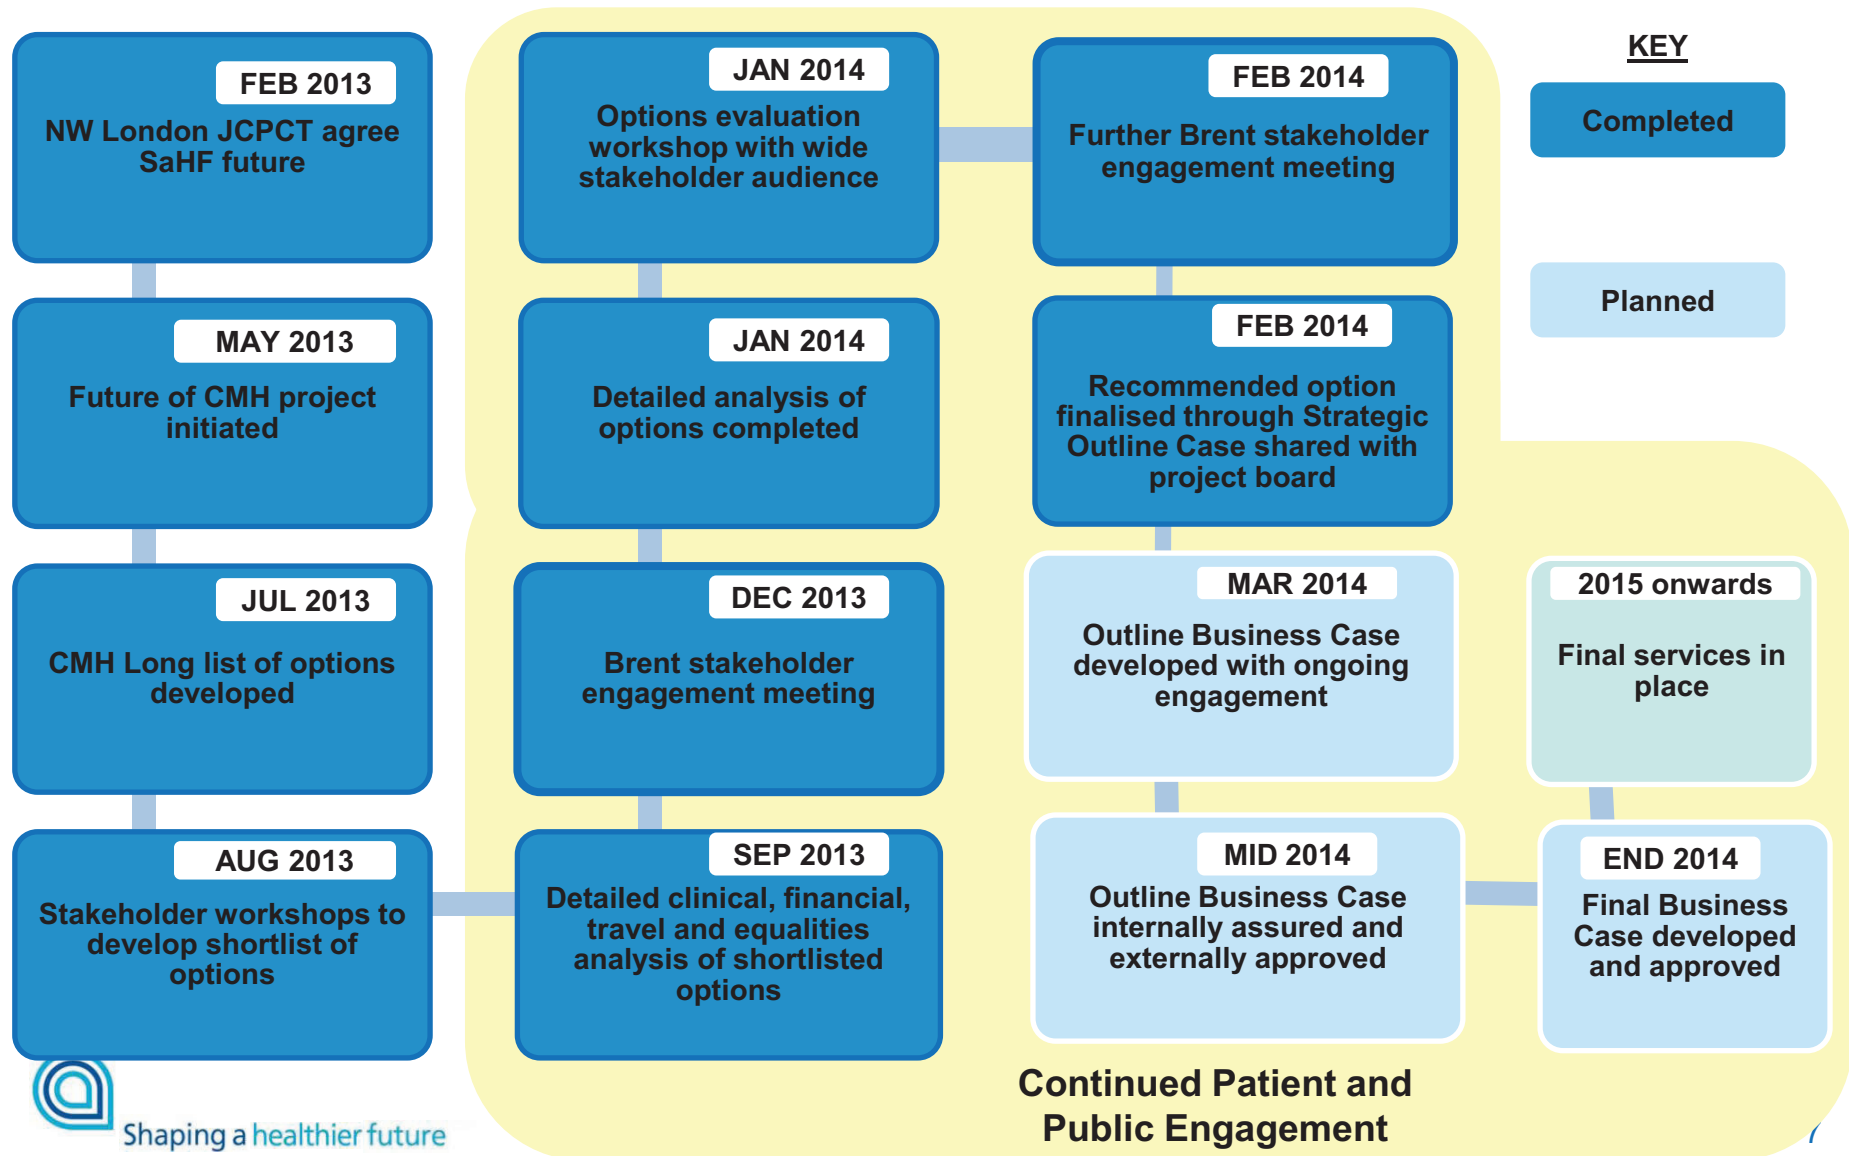 FEB 2013
NW London JCPCT agree
SaHF future
MAY 2013
Future of CMH project
initiated
JUL 2013
CMH Long list of options
developed
AUG 2013
Stakeholder workshops to
develop shortlist of
options
SEP 2013
Detailed clinical, financial,
travel and equalities
analysis of shortlisted
options
DEC 2013
Brent stakeholder
engagement meeting
JAN 2014
Detailed analysis of
options completed
JAN 2014
Options evaluation
workshop with wide
stakeholder audience
FEB 2014
Further Brent stakeholder
engagement meeting
FEB 2014
Recommended option
finalised through Strategic
Outline Case shared with
project board
MAR 2014
Outline Business Case
developed with ongoing
engagement
MID 2014
Outline Business Case
internally assured and
externally approved
END 2014
Final Business
Case developed
and approved
2015 onwards
Final services in
place
KEY
Completed
Planned
Continued Patient and
Public Engagement
Shaping a healthier future